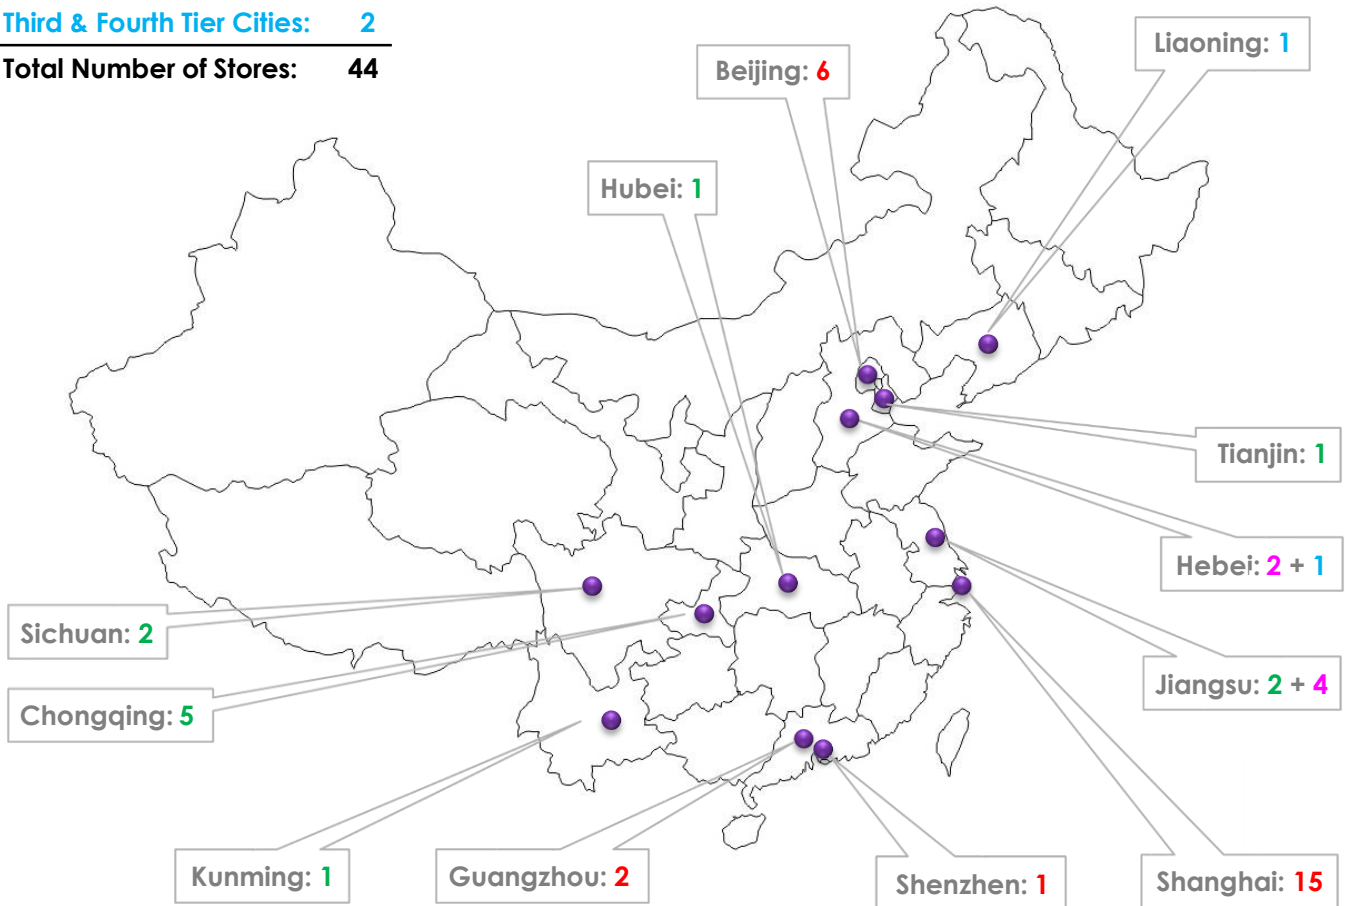 Third & Fourth Tier Cities: 2
Total Number of Stores: 44
Liaoning: 1
Beijing: 6
Hubei: 1
Tianjin: 1
Hebei: 2 + 1
Sichuan: 2
Jiangsu: 2 + 4
Chongqing: 5
Kunming: 1
Guangzhou: 2
Shenzhen: 1
Shanghai: 15